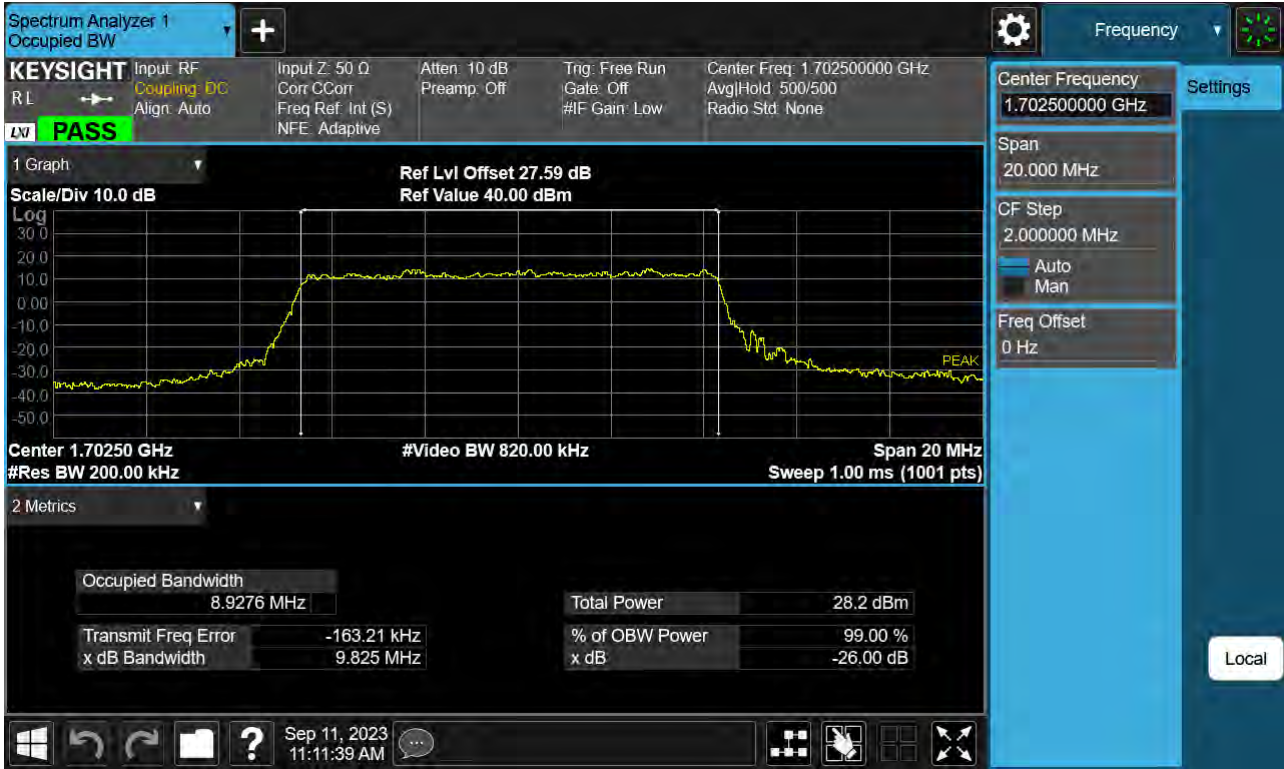 Spectrum Analyzer 1
Occupied BW
+
Frequency
KEYSIGHT
RL
LXI PASS
Input: RF
Coupling: DC
Align: Auto
Input Z: 50 Ω
Corr CCorr
Freq Ref: Int (S)
NFE: Adaptive
Atten: 10 dB
Preamp: Off
Trig: Free Run
Gate: Off
#IF Gain: Low
Center Freq: 1.702500000 GHz
Avg|Hold: 500/500
Radio Std: None
1 Graph
Scale/Div 10.0 dB
Ref Lvl Offset 27.59 dB
Ref Value 40.00 dBm
Log
30.0
20.0
10.0
0.00
-10.0
-20.0
-30.0
-40.0
-50.0
PEAK
Center 1.70250 GHz
#Video BW 820.00 kHz
Span 20 MHz
#Res BW 200.00 kHz
Sweep 1.00 ms (1001 pts)
2 Metrics
Occupied Bandwidth
8.9276 MHz
Transmit Freq Error -163.21 kHz
x dB Bandwidth 9.825 MHz
Total Power 28.2 dBm
% of OBW Power 99.00 %
x dB -26.00 dB
Center Frequency
1.702500000 GHz
Span
20.000 MHz
CF Step
2.000000 MHz
Auto
Man
Freq Offset
0 Hz
Settings
Local
?
Sep 11, 2023
11:11:39 AM